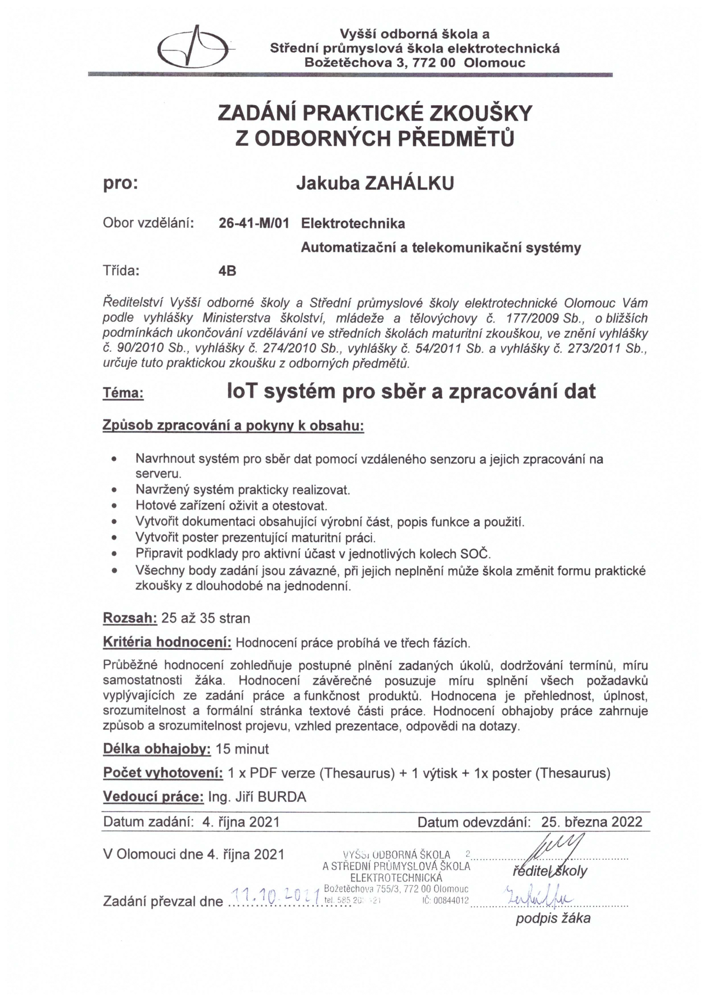 Vyšší odborná škola a
Střední průmyslová škola elektrotechnická
Božetěchova 3, 772 00 Olomouc
ZADÁNÍ PRAKTICKÉ ZKOUŠKY
Z ODBORNÝCH PŘEDMĚTŮ
pro: Jakuba ZAHÁLKU
Obor vzdělání: 26-41-M/01 Elektrotechnika
Automatizační a telekomunikační systémy
Třída: 4B
Ředitelství Vyšší odborné školy a Střední průmyslové školy elektrotechnické Olomouc Vám
podle vyhlášky Ministerstva školství, mládeže a tělovýchovy č. 177/2009 Sb., o bližších
podmínkách ukončování vzdělávání ve středních školách maturitní zkouškou, ve znění vyhlášky
č. 90/2010 Sb., vyhlášky č. 274/2010 Sb., vyhlášky č. 54/2011 Sb. a vyhlášky č. 273/2011 Sb.,
určuje tuto praktickou zkoušku z odborných předmětů.
Téma: IoT systém pro sběr a zpracování dat
Způsob zpracování a pokyny k obsahu:
• Navrhnout systém pro sběr dat pomocí vzdáleného senzoru a jejich zpracování na
serveru.
• Navržený systém prakticky realizovat.
• Hotové zařízení oživit a otestovat.
• Vytvořit dokumentaci obsahující výrobní část, popis funkce a použití.
• Vytvořit poster prezentující maturitní práci.
• Připravit podklady pro aktivní účast v jednotlivých kolech SOČ.
• Všechny body zadání jsou závazné, při jejich neplnění může škola změnit formu praktické
zkoušky z dlouhodobé na jednodenní.
Rozsah: 25 až 35 stran
Kritéria hodnocení: Hodnocení práce probíhá ve třech fázích.
Průběžné hodnocení zohledňuje postupné plnění zadaných úkolů, dodržování termínů, míru
samostatnosti žáka. Hodnocení závěrečné posuzuje míru splnění všech požadavků
vyplývajících ze zadání práce a funkčnost produktů. Hodnocena je přehlednost, úplnost,
srozumitelnost a formální stránka textové části práce. Hodnocení obhajoby práce zahrnuje
způsob a srozumitelnost projevu, vzhled prezentace, odpovědi na dotazy.
Délka obhajoby: 15 minut
Počet vyhotovení: 1 x PDF verze (Thesaurus) + 1 výtisk + 1x poster (Thesaurus)
Vedoucí práce: Ing. Jiří BURDA
Datum zadání: 4. října 2021 Datum odevzdání: 25. března 2022
V Olomouci dne 4. října 2021
VYŠŠÍ ODBORNÁ ŠKOLA 2
A STŘEDNÍ PRŮMYSLOVÁ ŠKOLA
ELEKTROTECHNICKÁ
Božetěchova 755/3, 772 00 Olomouc
tel. 585 IČ: 00844012
ředitel školy
Zadání převzal dne 11.10.2021
podpis žáka